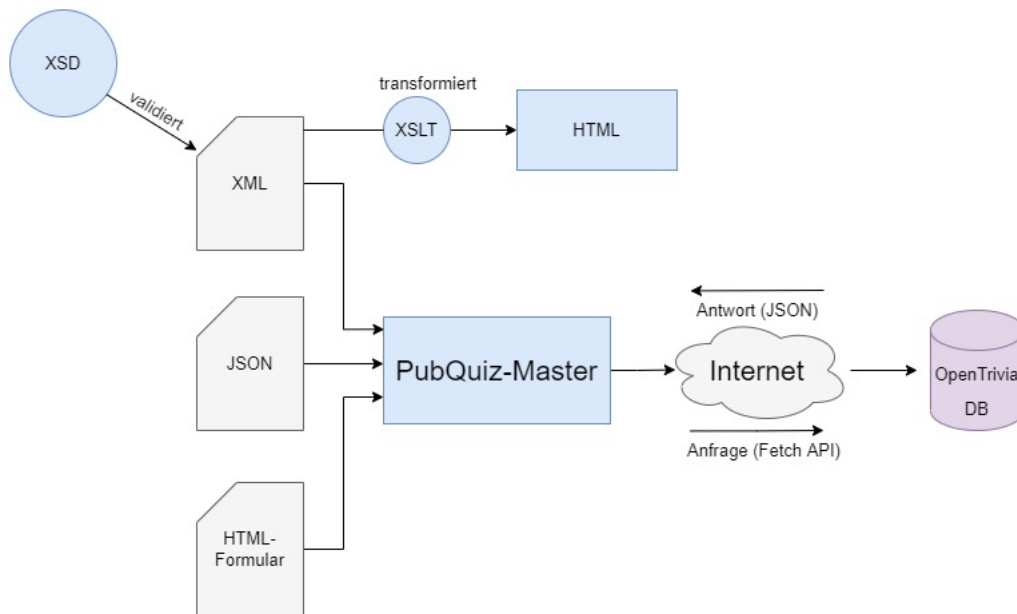 XSD
validiert
transformiert
XSLT
HTML
XML
Antwort (JSON)
JSON
PubQuiz-Master
Internet
OpenTrivia
DB
Anfrage (Fetch API)
HTML-
Formular